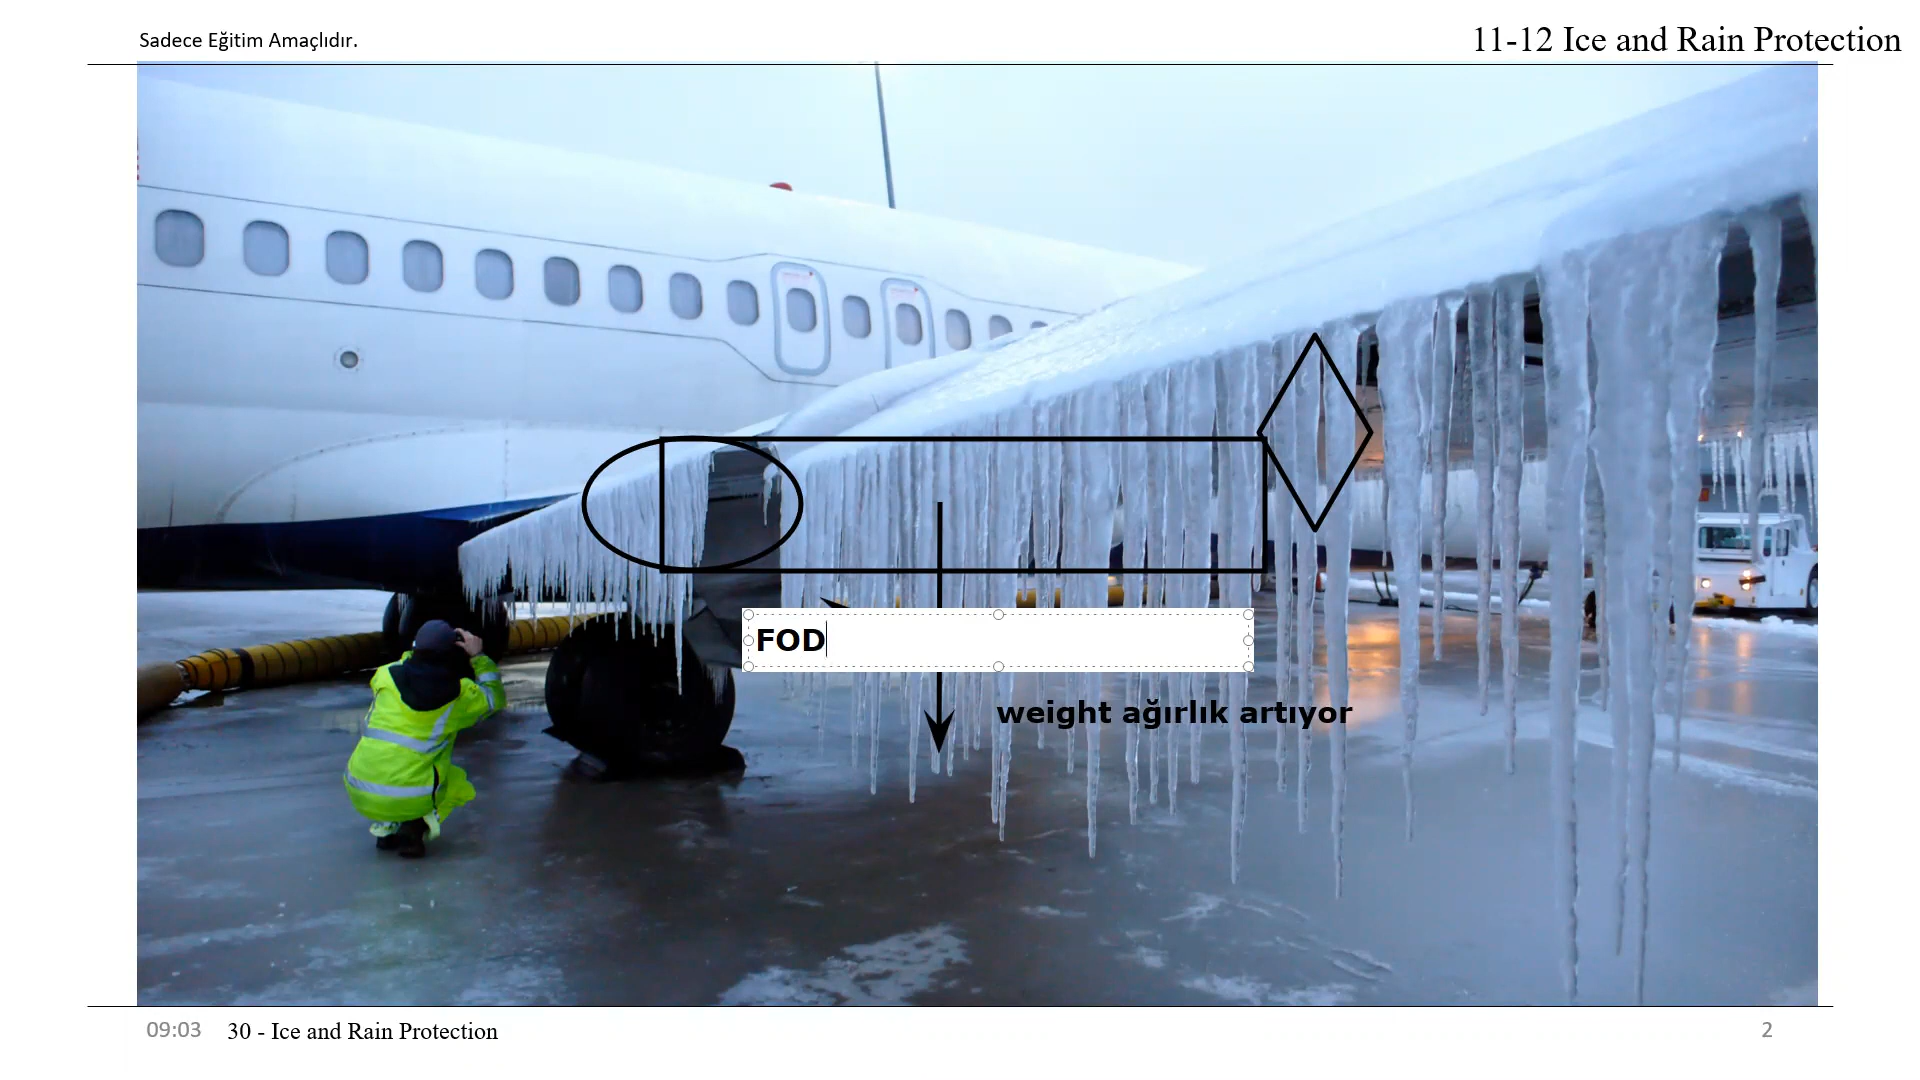 Sadece Eğitim Amaçlıdır.
11-12 Ice and Rain Protection
FOD
weight ağırlık artıyor
09:03
30 - Ice and Rain Protection
2